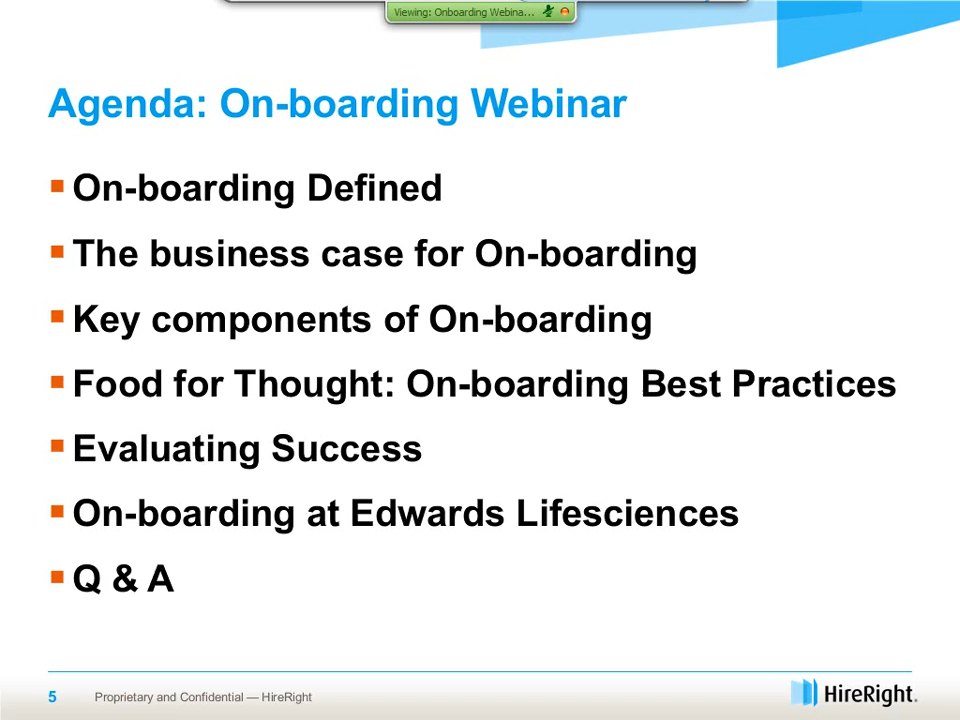 Viewing: Onboarding Webina...
Agenda: On-boarding Webinar
On-boarding Defined
The business case for On-boarding
Key components of On-boarding
Food for Thought: On-boarding Best Practices
Evaluating Success
On-boarding at Edwards Lifesciences
Q & A
5 Proprietary and Confidential — HireRight
HireRight.